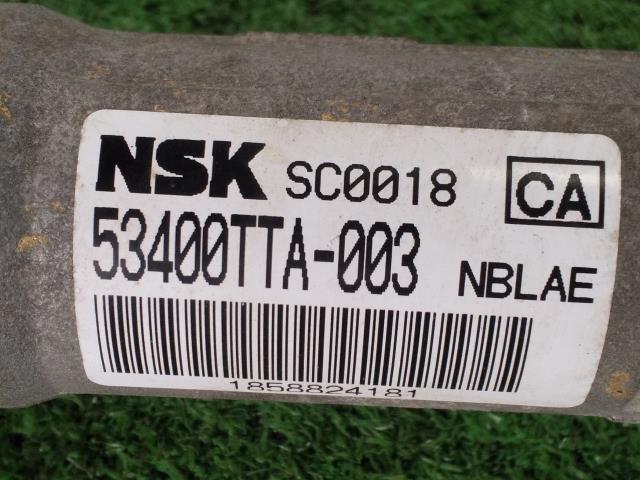 NSK SC0018 CA
53400TTA-003 NBLAE
1858824181